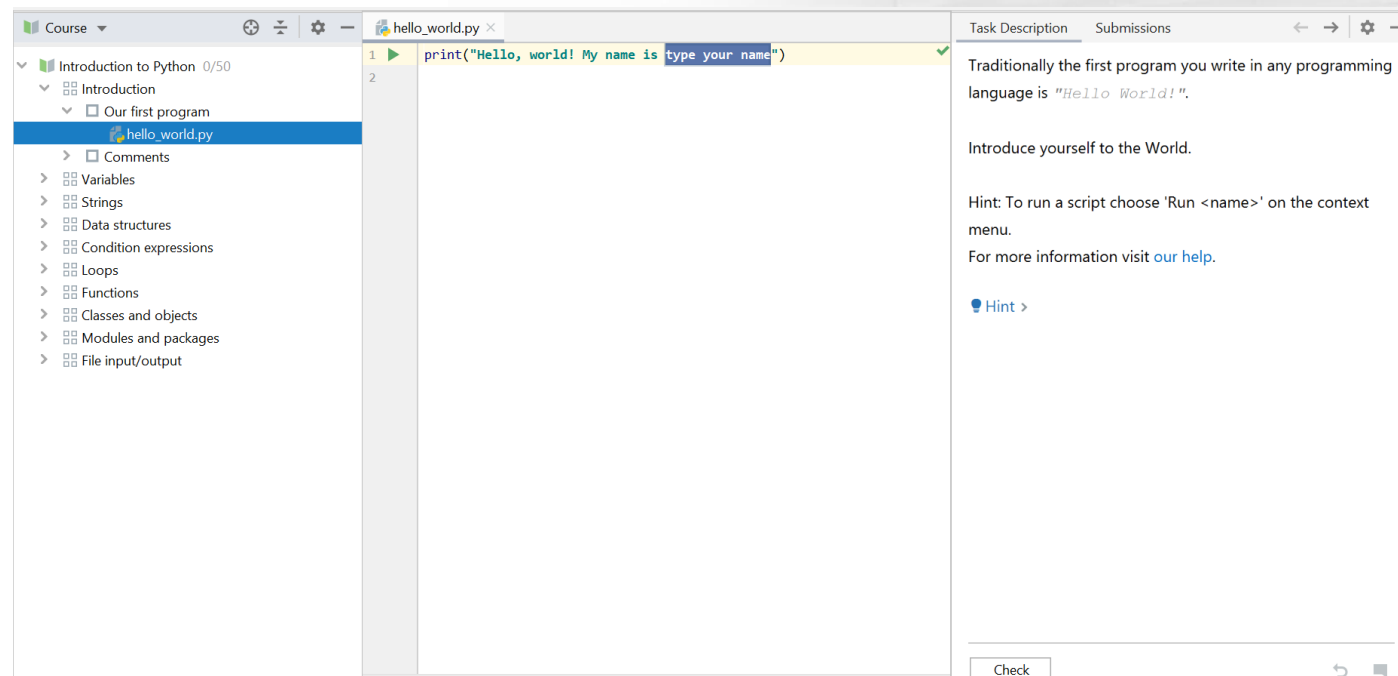 Course
Introduction to Python 0/50
Introduction
Our first program
hello_world.py
Comments
Variables
Strings
Data structures
Condition expressions
Loops
Functions
Classes and objects
Modules and packages
File input/output
hello_world.py
1 print("Hello, world! My name is type your name")
2
Task Description Submissions
Traditionally the first program you write in any programming
language is "Hello World!".
Introduce yourself to the World.
Hint: To run a script choose 'Run <name>' on the context
menu.
For more information visit our help.
Hint >
Check